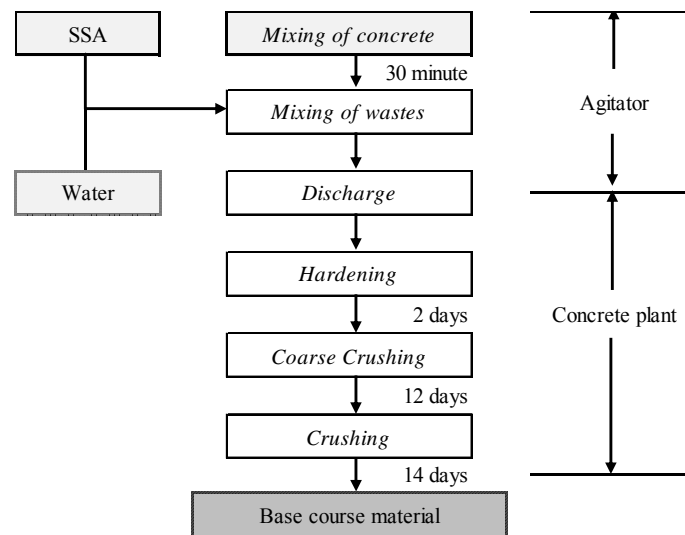 SSA
Mixing of concrete
30 minute
Mixing of wastes
Agitator
Water
Discharge
Hardening
2 days
Concrete plant
Coarse Crushing
12 days
Crushing
14 days
Base course material